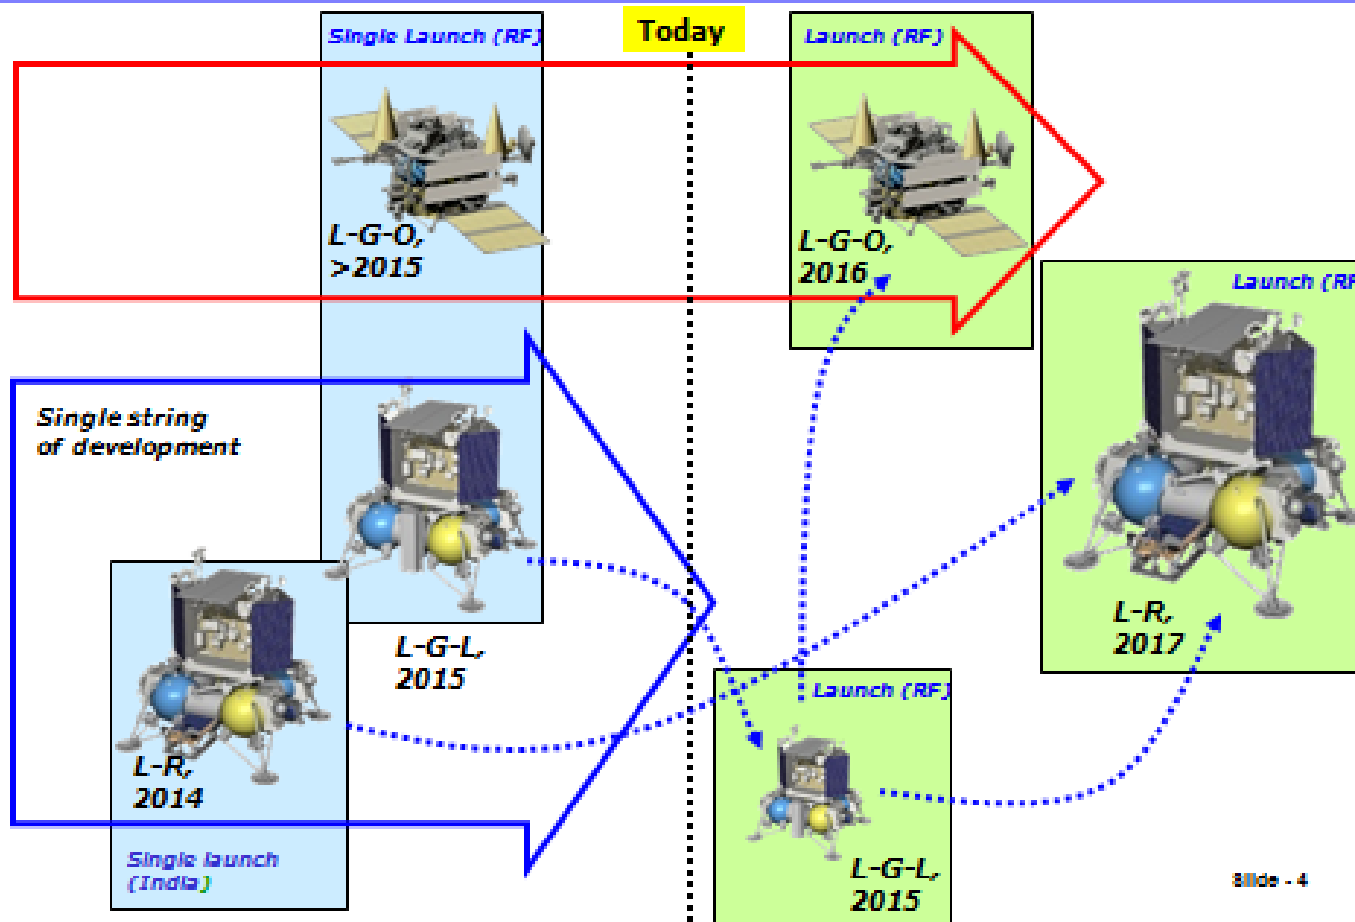 Single Launch (RF)
Today
Launch (RF)
L-G-O,
>2015
L-G-O,
2016
Launch (RF
Single string
of development
L-G-L,
2015
L-R,
2017
L-R,
2014
Launch (RF)
Single launch
(India)
L-G-L,
2015
Slide - 4